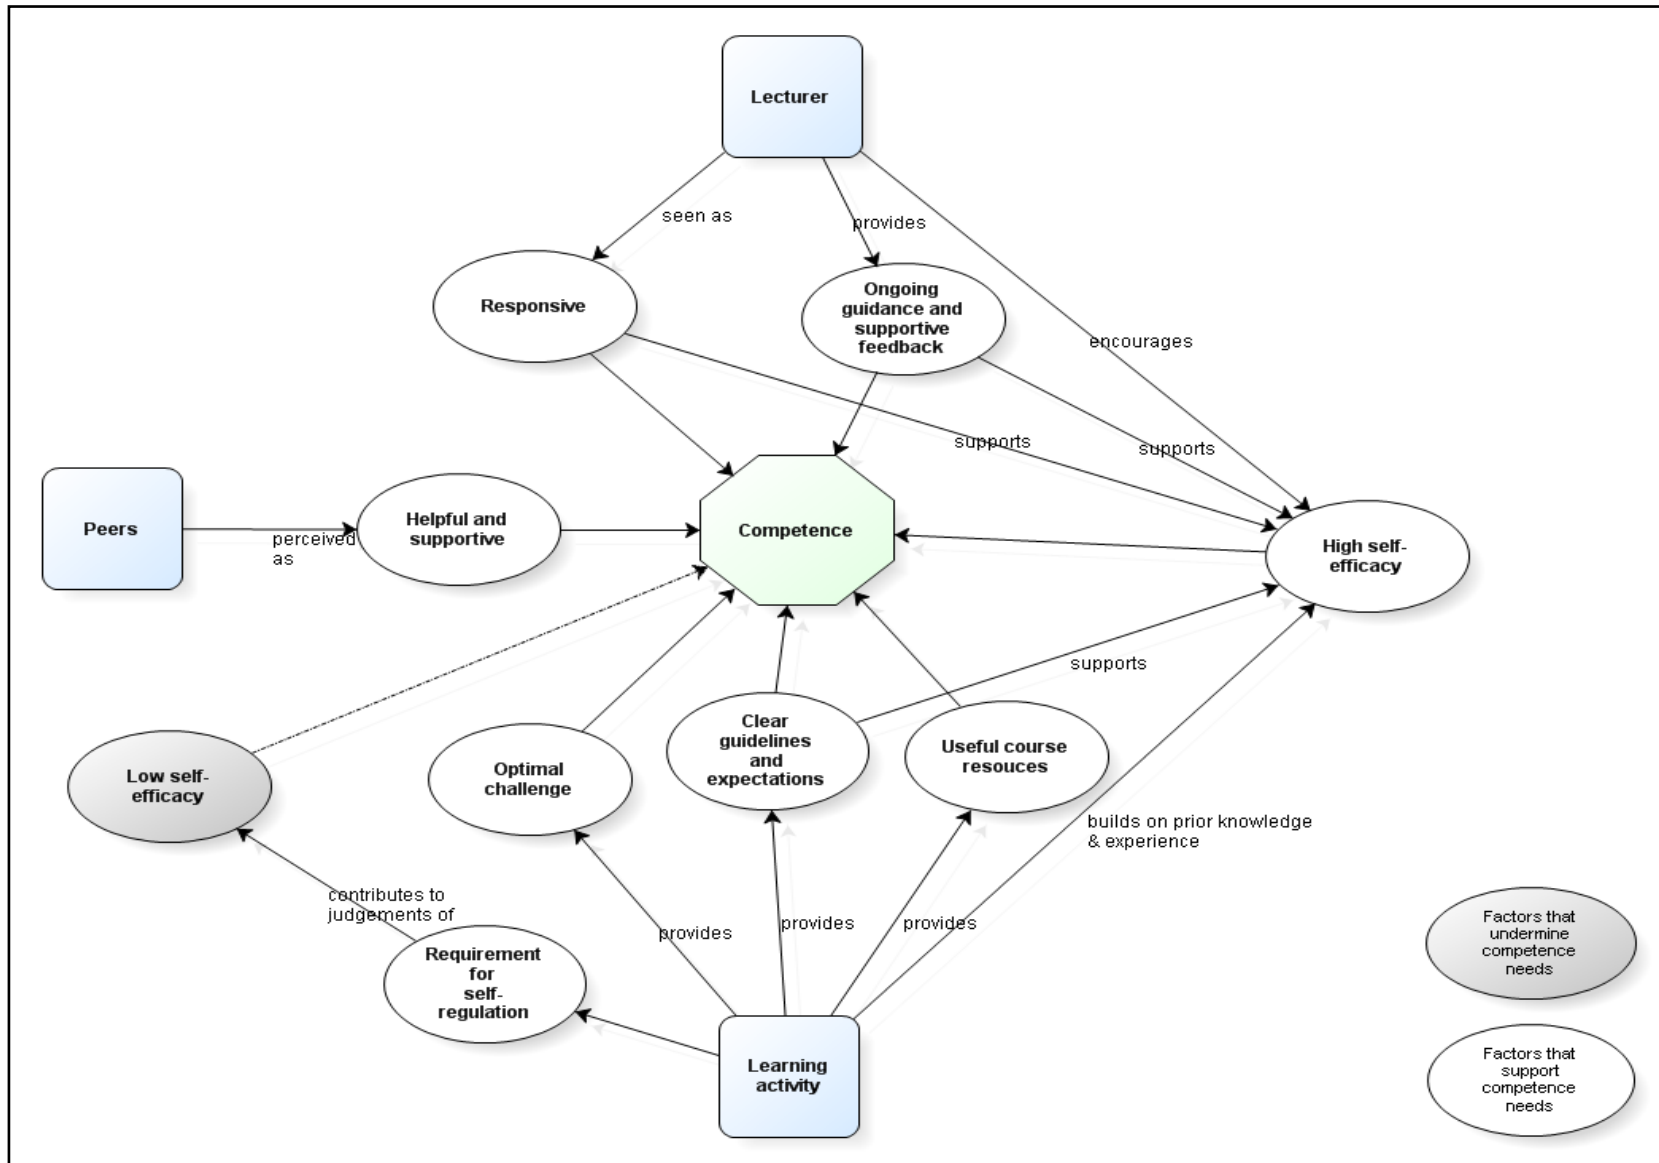 Lecturer
seen as
provides
Responsive
Ongoing
guidance and
supportive
feedback
encourages
supports
supports
Peers
perceived
as
Helpful and
supportive
Competence
High self-
efficacy
supports
Low self-
efficacy
Optimal
challenge
Clear
guidelines
and
expectations
Useful course
resouces
builds on prior knowledge
& experience
contributes to
judgements of
provides
provides
provides
Requirement
for
self-
regulation
Learning
activity
Factors that
undermine
competence
needs
Factors that
support
competence
needs